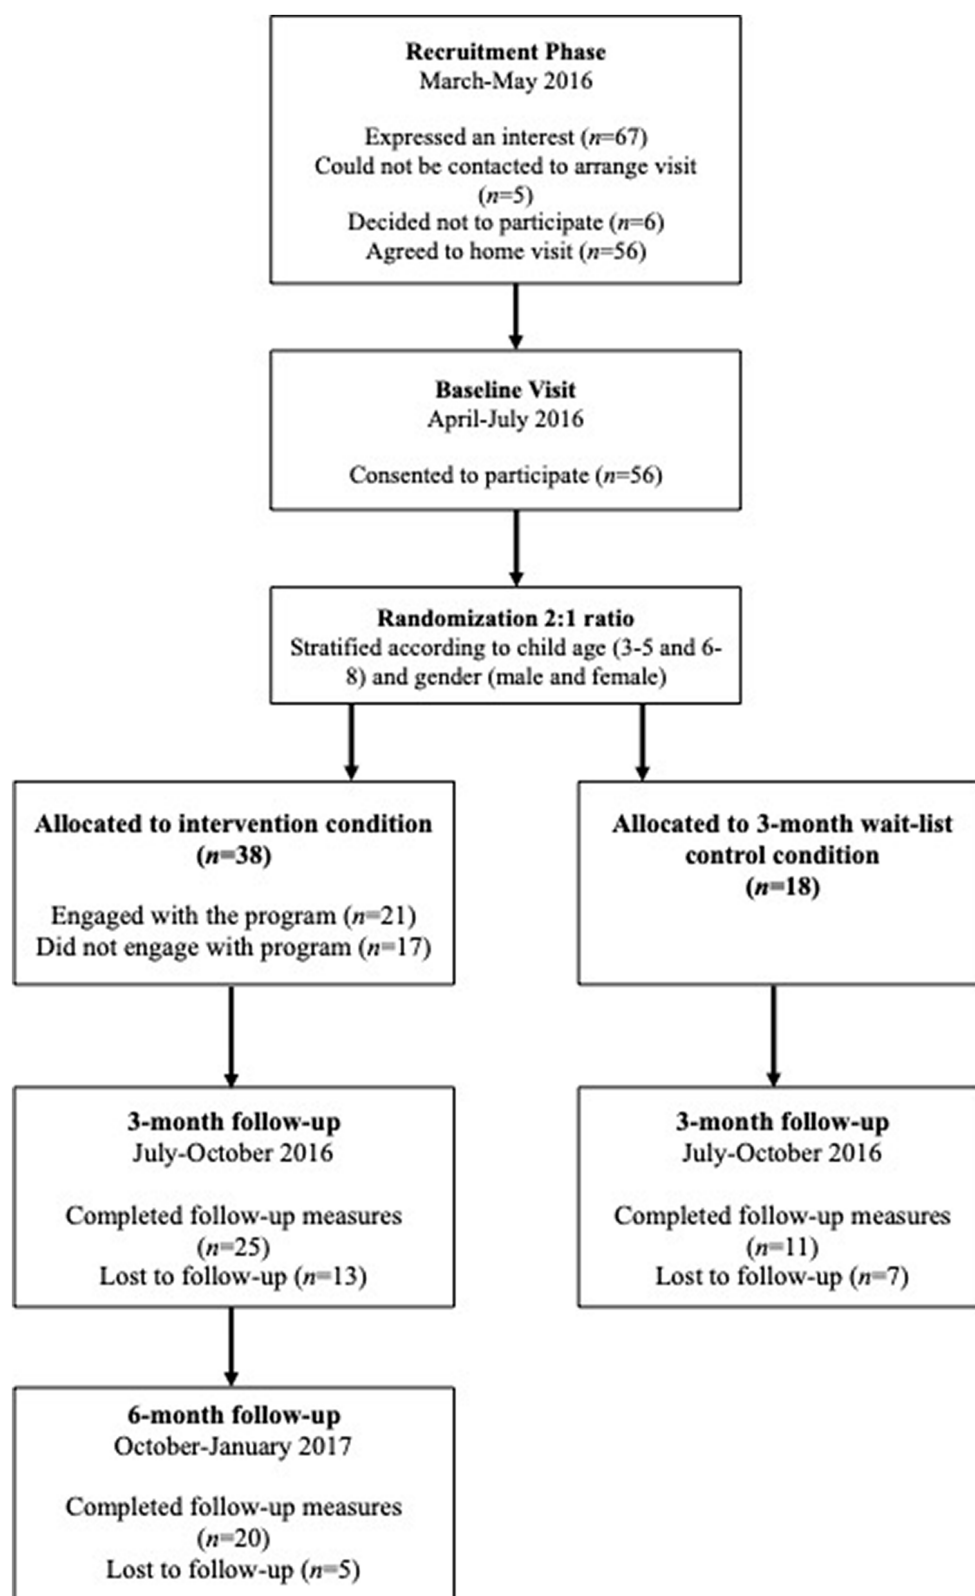 Recruitment Phase
March-May 2016
Expressed an interest (n=67)
Could not be contacted to arrange visit
(n=5)
Decided not to participate (n=6)
Agreed to home visit (n=56)
Baseline Visit
April-July 2016
Consented to participate (n=56)
Randomization 2:1 ratio
Stratified according to child age (3-5 and 6-
8) and gender (male and female)
Allocated to intervention condition
(n=38)
Engaged with the program (n=21)
Did not engage with program (n=17)
Allocated to 3-month wait-list
control condition
(n=18)
3-month follow-up
July-October 2016
Completed follow-up measures
(n=25)
Lost to follow-up (n=13)
3-month follow-up
July-October 2016
Completed follow-up measures
(n=11)
Lost to follow-up (n=7)
6-month follow-up
October-January 2017
Completed follow-up measures
(n=20)
Lost to follow-up (n=5)